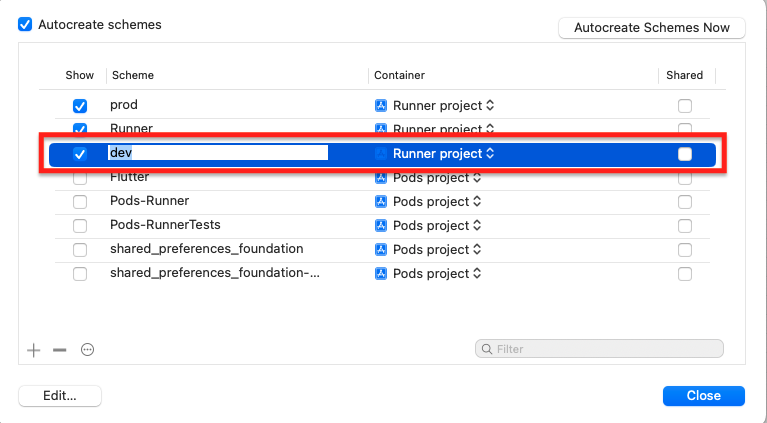 Autocreate schemes
Autocreate Schemes Now
Show Scheme Container Shared
prod Runner project
Runner Runner project
dev Runner project
Flutter Pods project
Pods-Runner Pods project
Pods-RunnerTests Pods project
shared_preferences_foundation Pods project
shared_preferences_foundation-... Pods project
Filter
Edit... Close